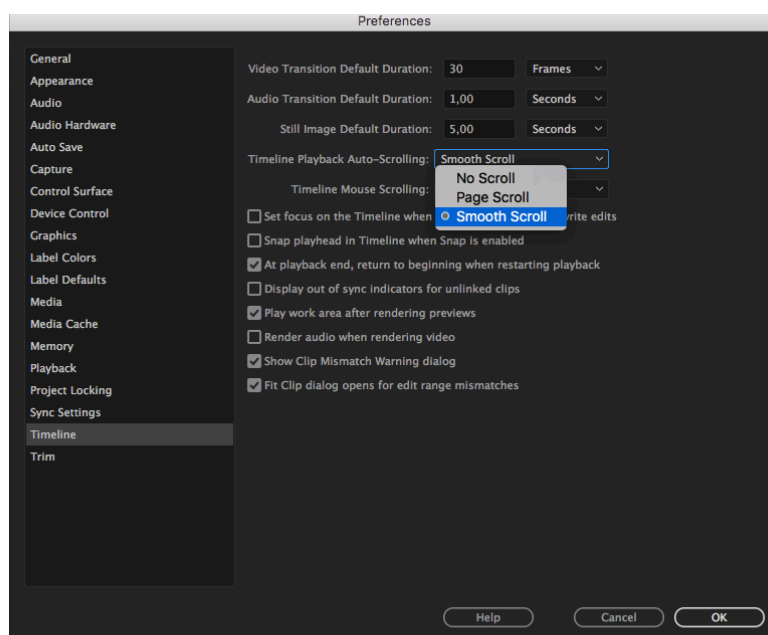 Preferences
General
Appearance
Audio
Audio Hardware
Auto Save
Capture
Control Surface
Device Control
Graphics
Label Colors
Label Defaults
Media
Media Cache
Memory
Playback
Project Locking
Sync Settings
Timeline
Trim
Video Transition Default Duration: 30 Frames
Audio Transition Default Duration: 1,00 Seconds
Still Image Default Duration: 5,00 Seconds
Timeline Playback Auto-Scrolling: Smooth Scroll
No Scroll
Page Scroll
Smooth Scroll
Timeline Mouse Scrolling:
Set focus on the Timeline when edits
Snap playhead in Timeline when Snap is enabled
At playback end, return to beginning when restarting playback
Display out of sync indicators for unlinked clips
Play work area after rendering previews
Render audio when rendering video
Show Clip Mismatch Warning dialog
Fit Clip dialog opens for edit range mismatches
Help Cancel OK